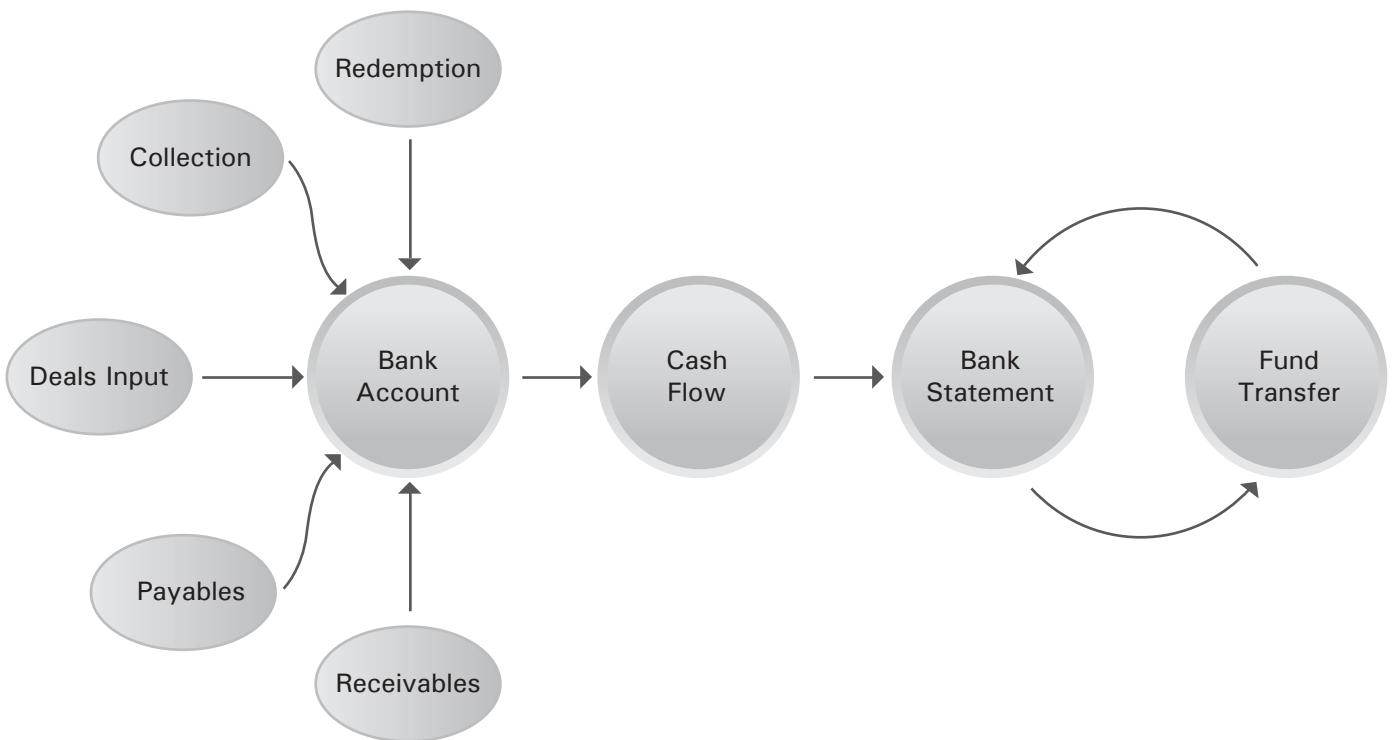 Redemption
Collection
Deals Input
Bank
Account
Cash
Flow
Bank
Statement
Fund
Transfer
Payables
Receivables